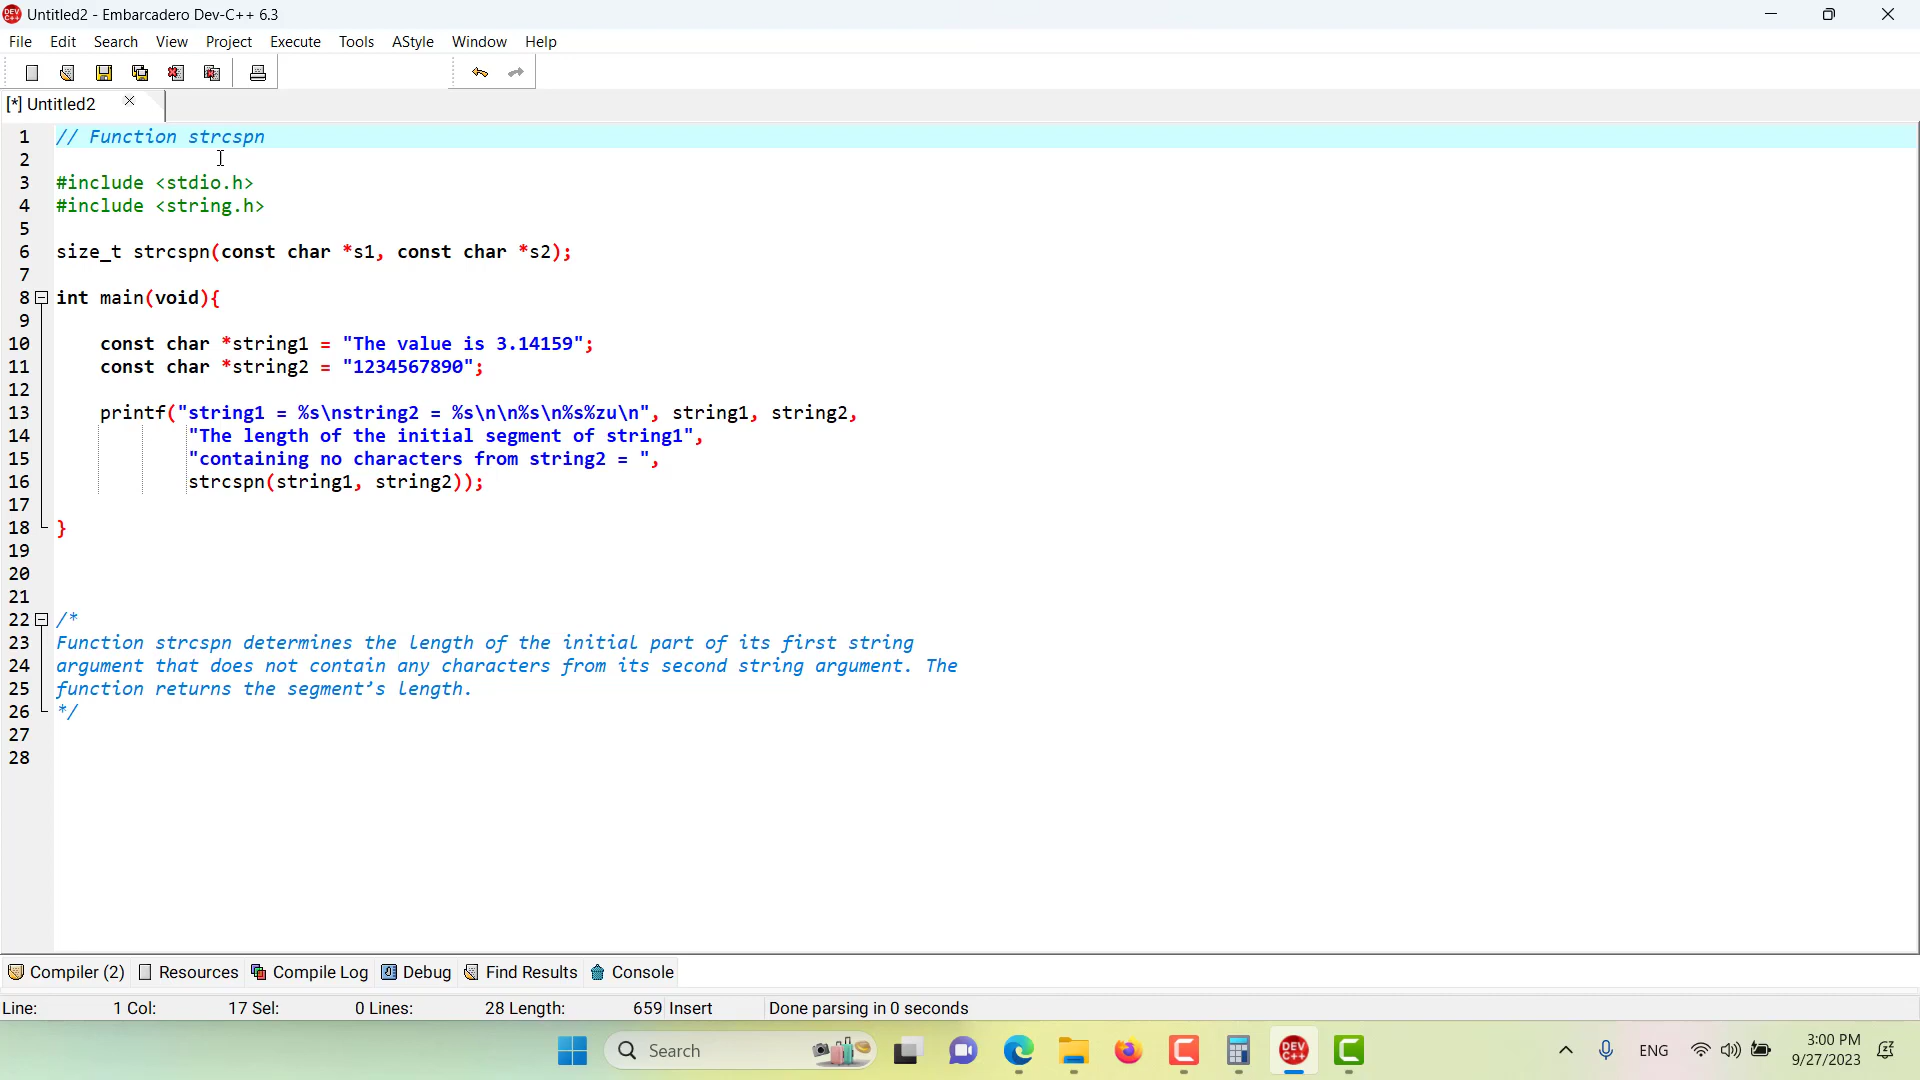 Untitled2 - Embarcadero Dev-C++ 6.3
File Edit Search View Project Execute Tools AStyle Window Help
[*] Untitled2
1 // Function strcspn
2
3 #include <stdio.h>
4 #include <string.h>
5
6 size_t strcspn(const char *s1, const char *s2);
7
8 int main(void){
9
10 const char *string1 = "The value is 3.14159";
11 const char *string2 = "1234567890";
12
13 printf("string1 = %s\nstring2 = %s\n\n%s\n%s%zu\n", string1, string2,
14 "The length of the initial segment of string1",
15 "containing no characters from string2 = ",
16 strcspn(string1, string2));
17
18 }
19
20
21
22 /*
23 Function strcspn determines the length of the initial part of its first string
24 argument that does not contain any characters from its second string argument. The
25 function returns the segment’s length.
26 */
27
28
Compiler (2) Resources Compile Log Debug Find Results Console
Line: 1 Col: 17 Sel: 0 Lines: 28 Length: 659 Insert Done parsing in 0 seconds
Search
DEV C++
ENG
3:00 PM
9/27/2023